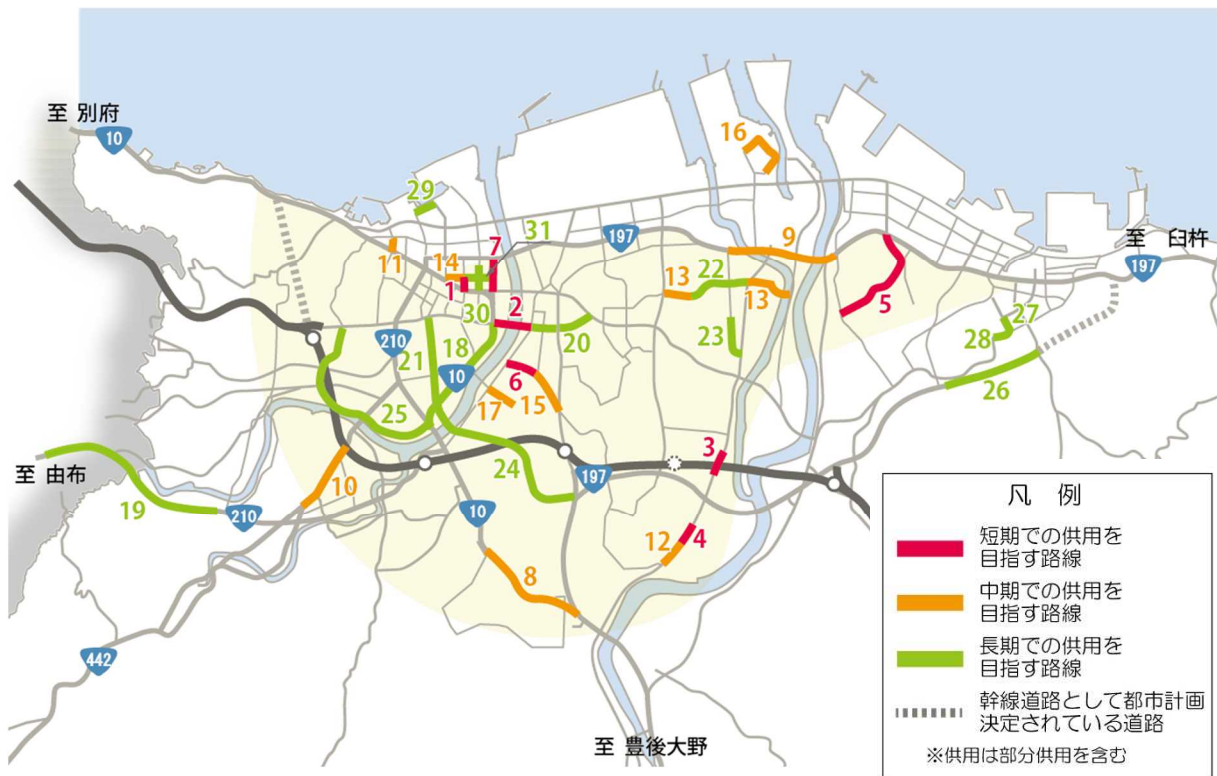 至 別府
10
16
29
31
197
9
至 臼杵
197
11
14
7
1
13
22
13
5
30
2
27
28
210
21
18
20
23
10
6
26
17
15
25
3
24
197
至 由布
19
210
10
10
12
4
8
442
至 豊後大野
凡 例
短期での供用を
目指す路線
中期での供用を
目指す路線
長期での供用を
目指す路線
幹線道路として都市計画
決定されている道路
※供用は部分供用を含む